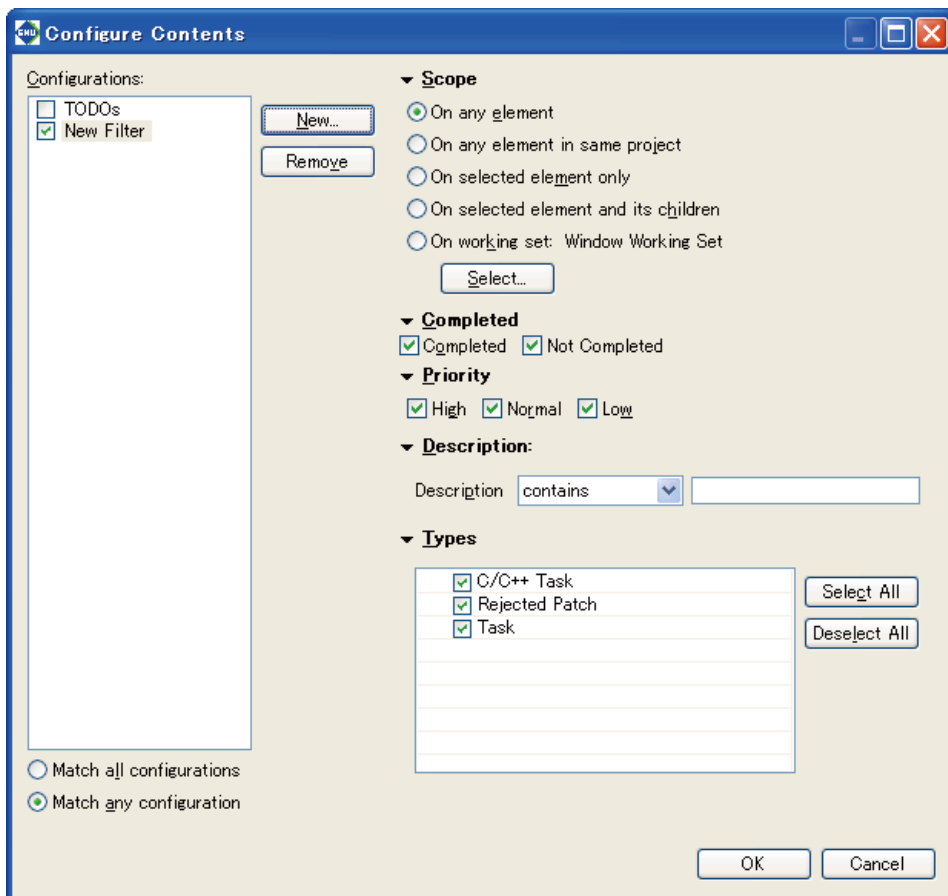 GHU Configure Contents
Configurations:
TODOs
New Filter
New...
Remove
Scope
On any element
On any element in same project
On selected element only
On selected element and its children
On working set: Window Working Set
Select...
Completed
Completed Not Completed
Priority
High Normal Low
Description:
Description contains
Types
C/C++ Task
Rejected Patch
Task
Select All
Deselect All
Match all configurations
Match any configuration
OK Cancel